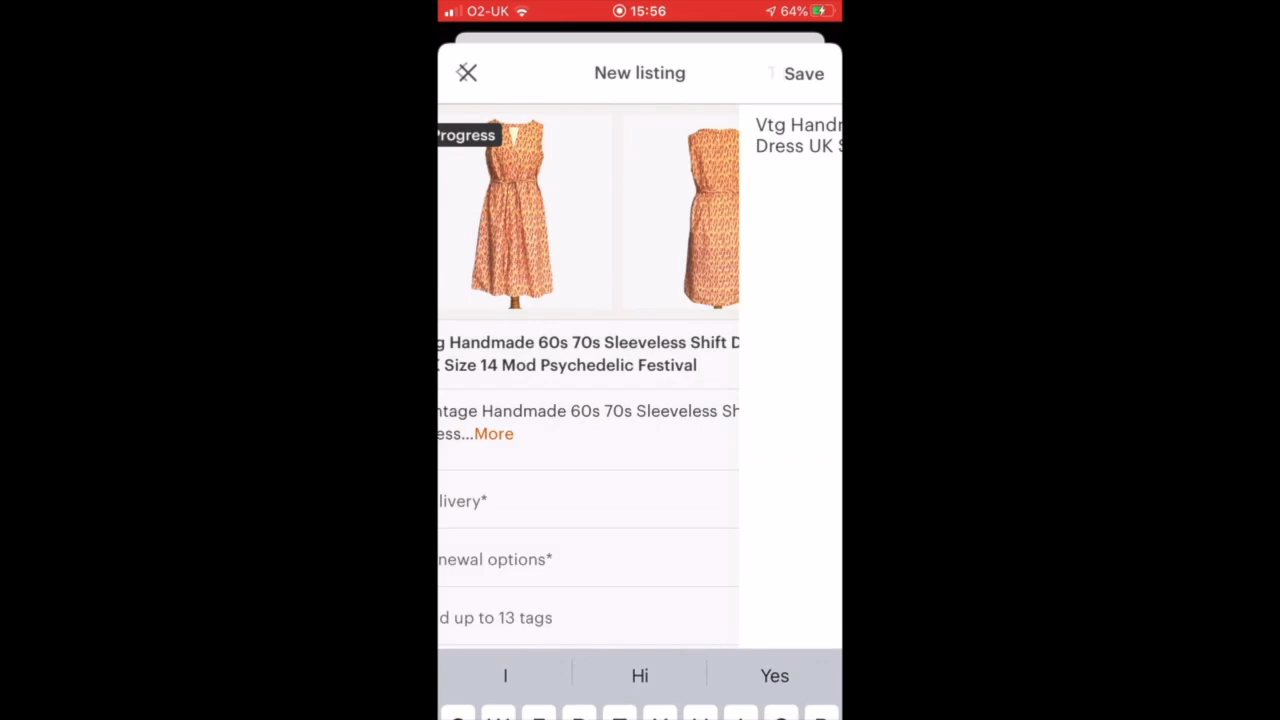 O2-UK 15:56 64%
New listing
Save
Progress
Vtg Handm
Dress UK S
g Handmade 60s 70s Sleeveless Shift D
K Size 14 Mod Psychedelic Festival
ntage Handmade 60s 70s Sleeveless Sh
ess...More
livery*
newal options*
d up to 13 tags
I Hi Yes